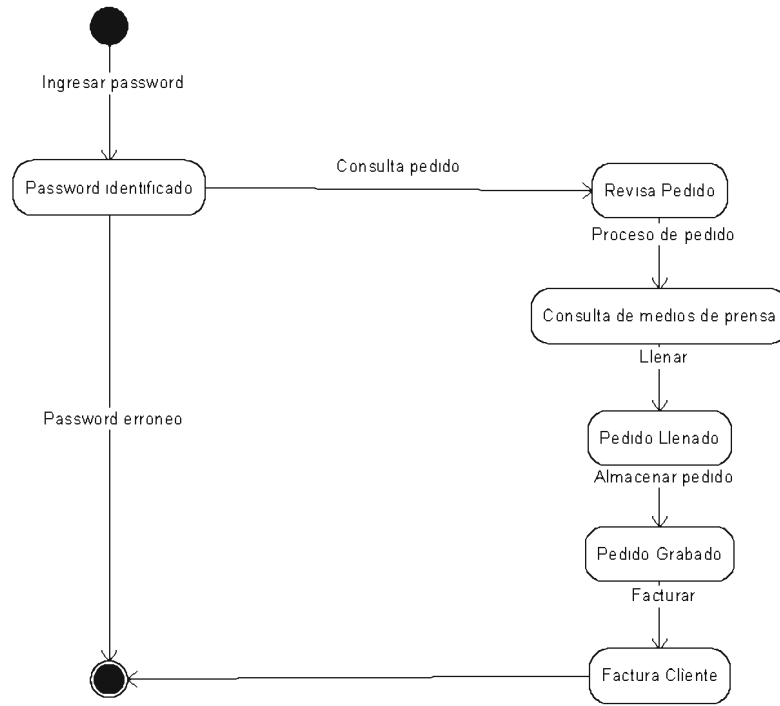 Ingresar password
Password identificado
Consulta pedido
Revisa Pedido
Proceso de pedido
Consulta de medios de prensa
Llenar
Password erroneo
Pedido Llenado
Almacenar pedido
Pedido Grabado
Facturar
Factura Cliente